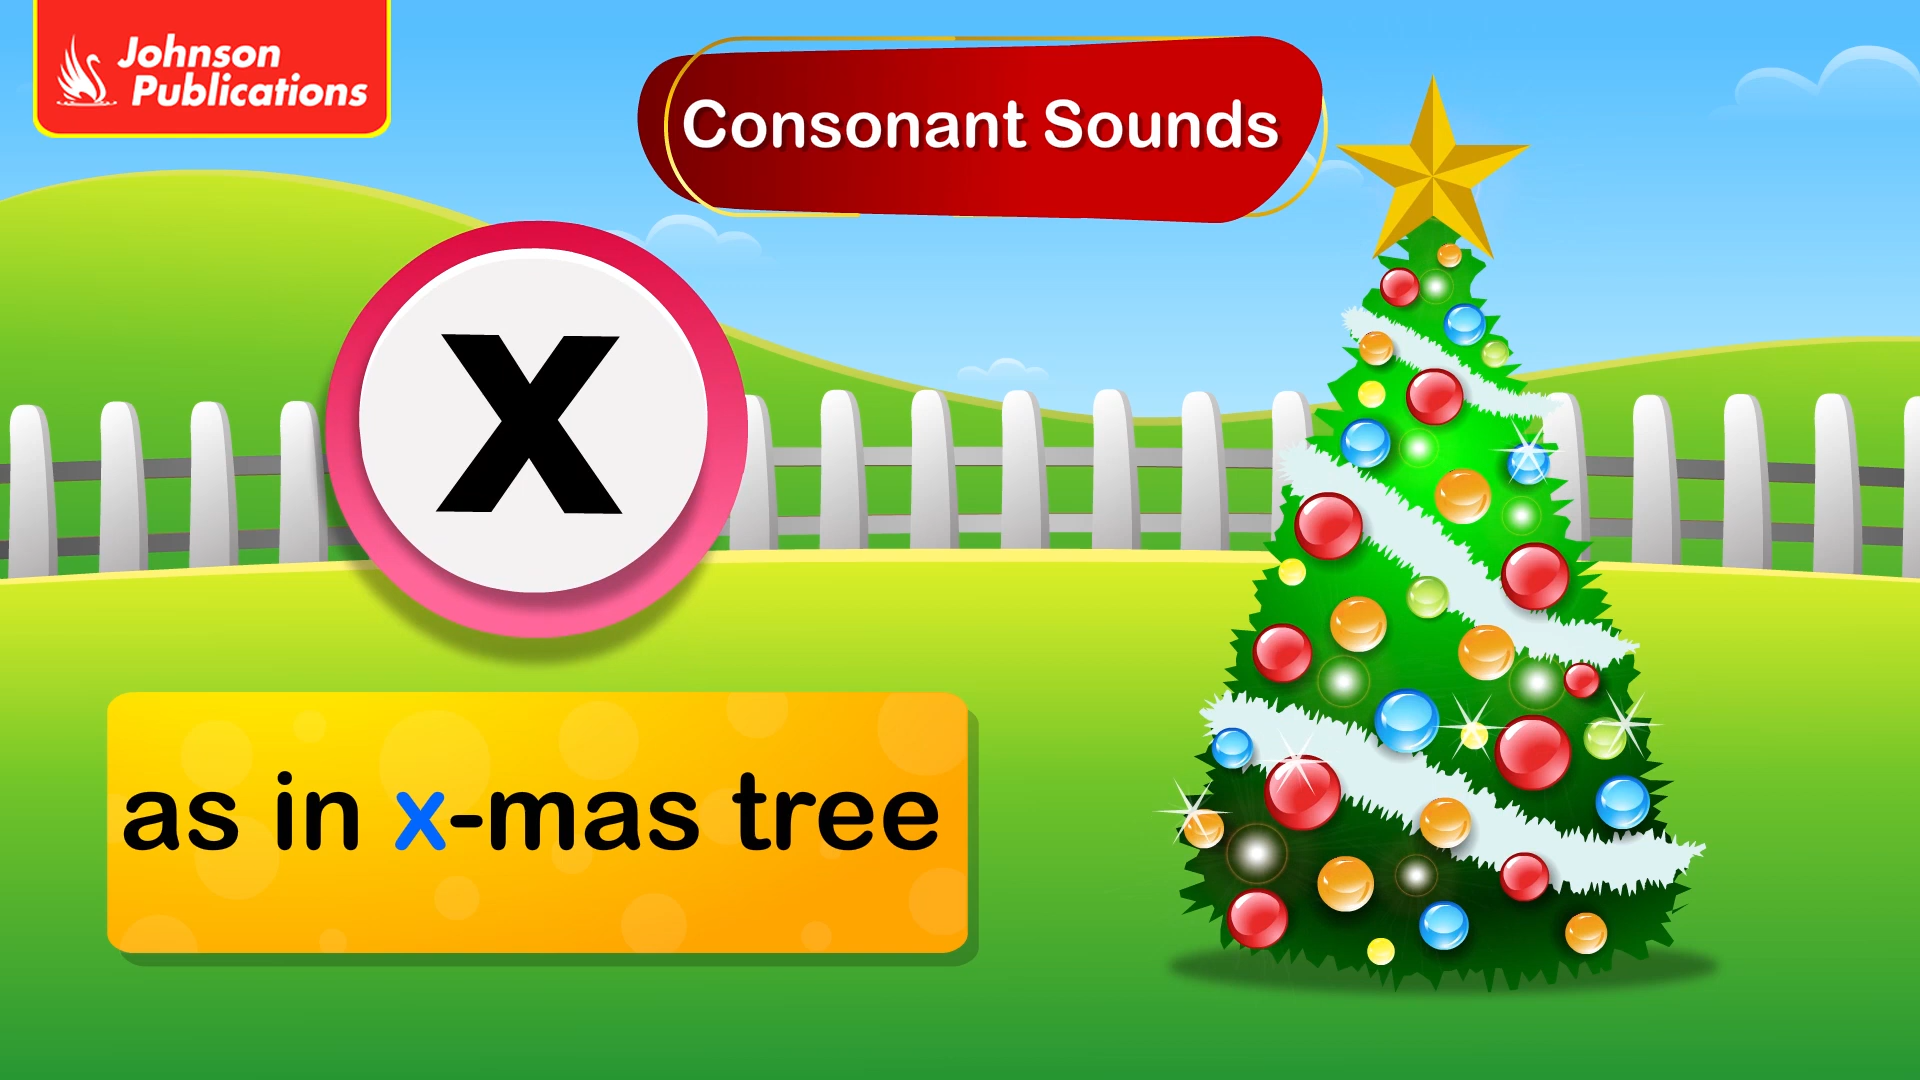 Johnson
Publications
Consonant Sounds
x
as in x-mas tree